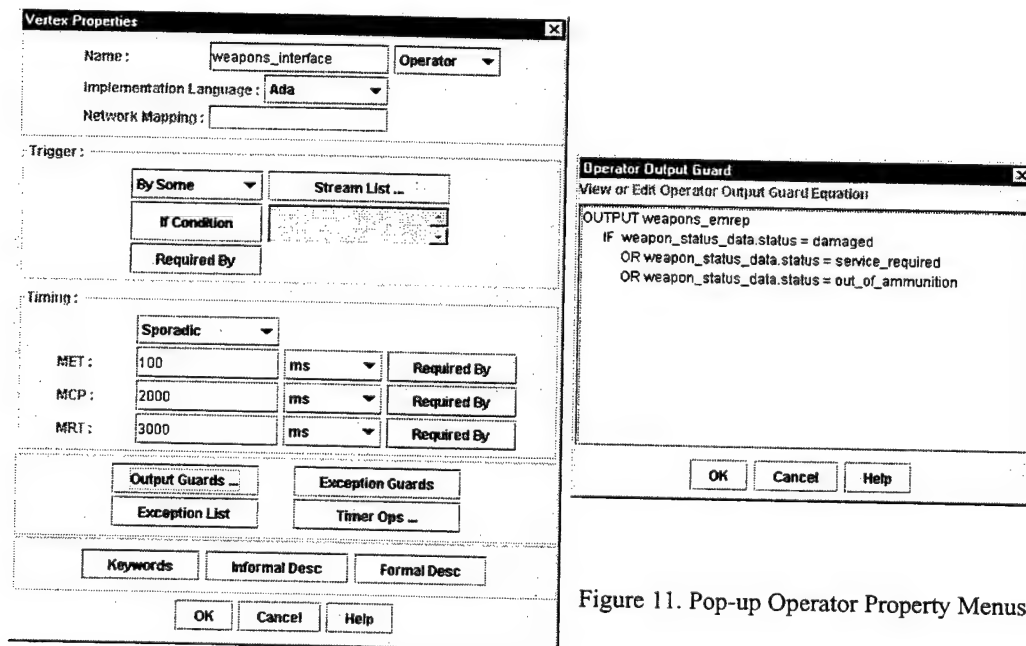 Vertex Properties
Name : weapons_interface Operator
Implementation Language : Ada
Network Mapping :
Trigger :
By Some Stream List ...
If Condition
Required By
Timing :
Sporadic
MET : 100 ms Required By
MCP : 2000 ms Required By
MRT : 3000 ms Required By
Output Guards ... Exception Guards
Exception List Timer Ops ...
Keywords Informal Desc Formal Desc
OK Cancel Help
Operator Output Guard
View or Edit Operator Output Guard Equation
OUTPUT weapons_emrep
IF weapon_status_data.status = damaged
OR weapon_status_data.status = service_required
OR weapon_status_data.status = out_of_ammunition
OK Cancel Help
Figure 11. Pop-up Operator Property Menus